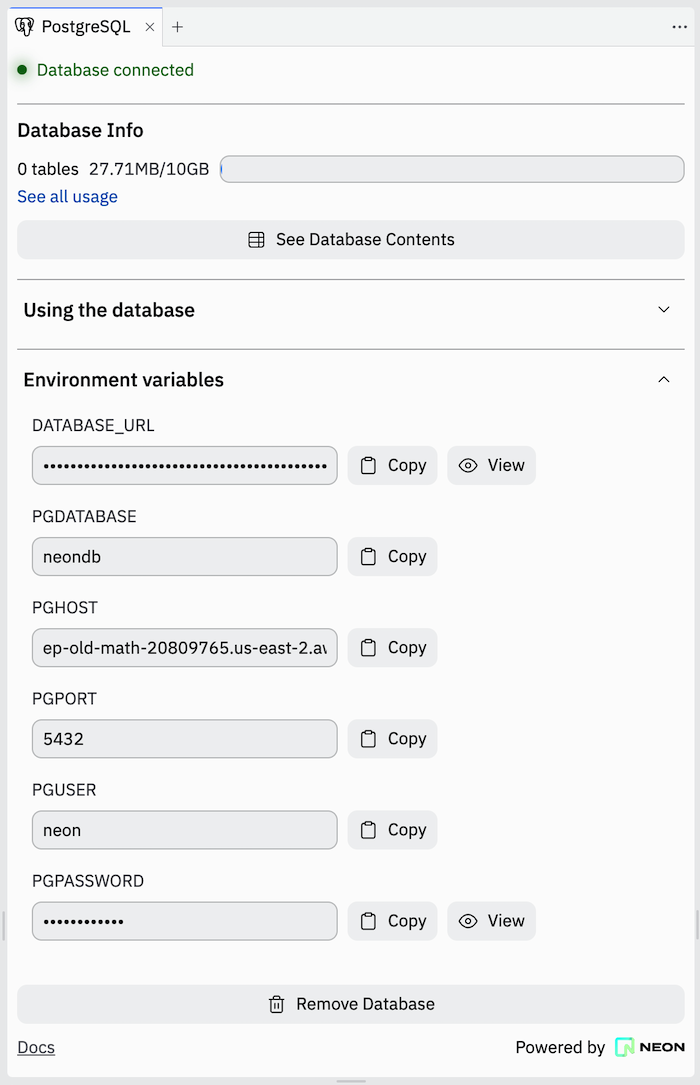 PostgreSQL
Database connected
Database Info
0 tables 27.71MB/10GB
See all usage
See Database Contents
Using the database
Environment variables
DATABASE_URL
•••••••••••••••••••••••••••••••••••••••••• Copy View
PGDATABASE
neondb Copy
PGHOST
ep-old-math-20809765.us-east-2.aw Copy
PGPORT
5432 Copy
PGUSER
neon Copy
PGPASSWORD
•••••••••••• Copy View
Remove Database
Docs Powered by NEON